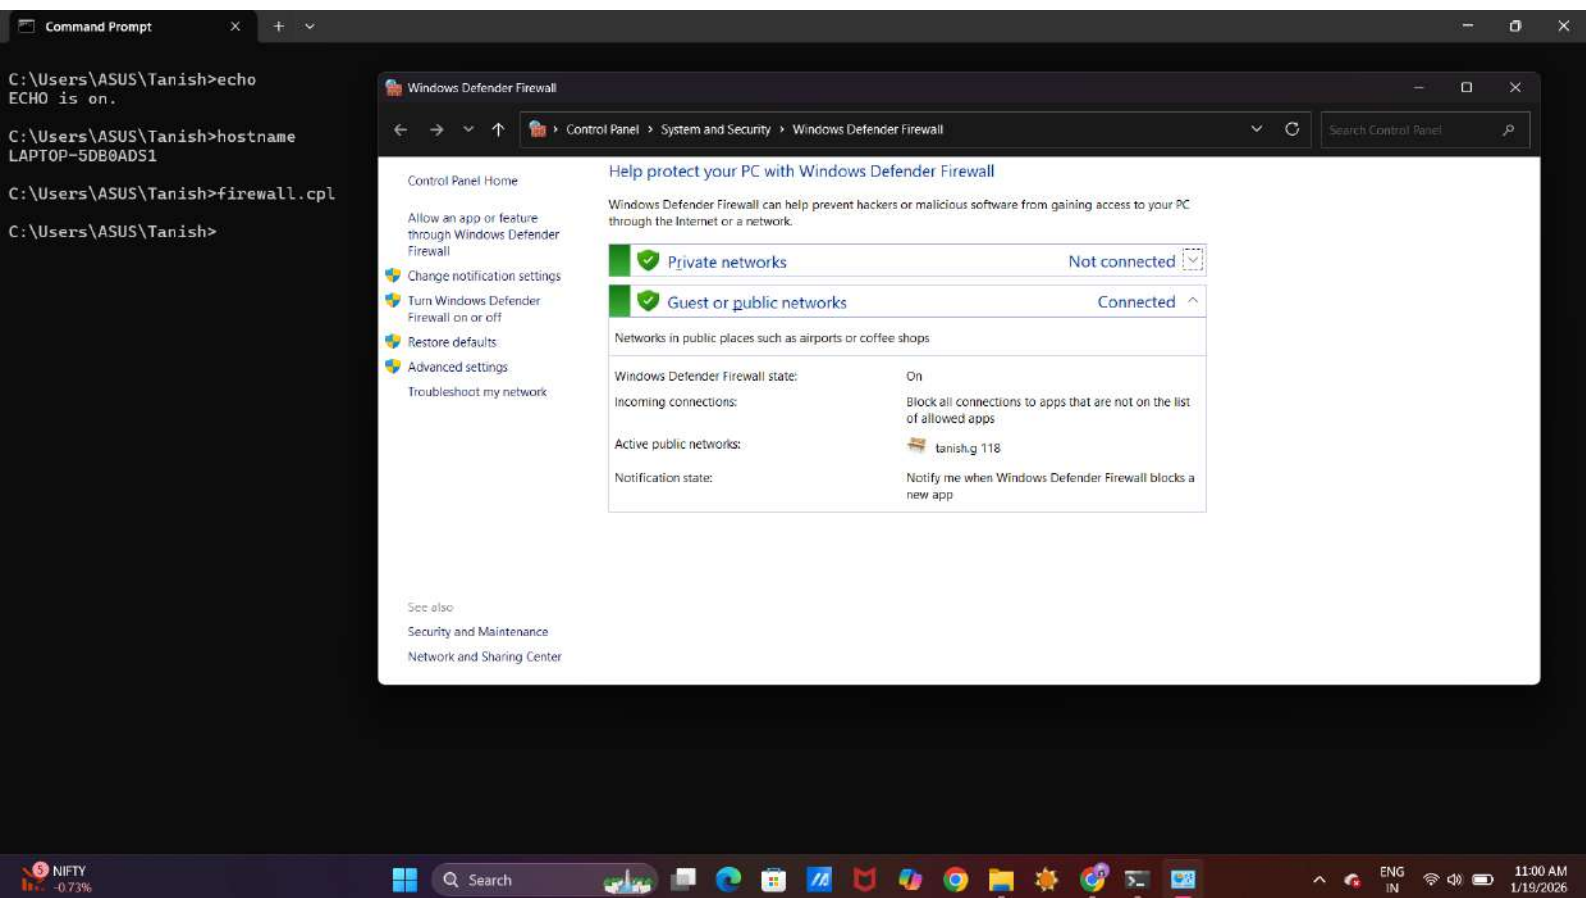 Command Prompt
C:\Users\ASUS\Tanish>echo
ECHO is on.
C:\Users\ASUS\Tanish>hostname
LAPTOP-5DB0ADS1
C:\Users\ASUS\Tanish>firewall.cpl
C:\Users\ASUS\Tanish>
Windows Defender Firewall
Control Panel > System and Security > Windows Defender Firewall
Search Control Panel
Control Panel Home
Allow an app or feature
through Windows Defender
Firewall
Change notification settings
Turn Windows Defender
Firewall on or off
Restore defaults
Advanced settings
Troubleshoot my network
See also
Security and Maintenance
Network and Sharing Center
Help protect your PC with Windows Defender Firewall
Windows Defender Firewall can help prevent hackers or malicious software from gaining access to your PC
through the Internet or a network.
Private networks Not connected
Guest or public networks Connected
Networks in public places such as airports or coffee shops
Windows Defender Firewall state: On
Incoming connections: Block all connections to apps that are not on the list
of allowed apps
Active public networks: tanish.g 118
Notification state: Notify me when Windows Defender Firewall blocks a
new app
5
NIFTY
-0.73%
Search
ENG
IN
11:00 AM
1/19/2026